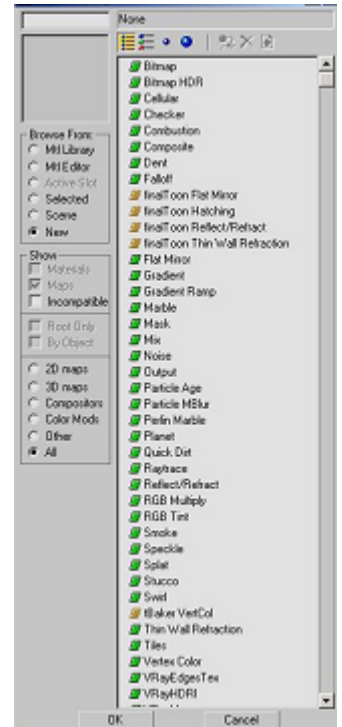 None
Browse From:
Mtl Library
Mtl Editor
Active Slot
Selected
Scene
New
Show
Materials
Maps
Incompatible
Root Only
By Object
2D maps
3D maps
Compositors
Color Mods
Other
All
Bitmap
Bitmap HDR
Cellular
Checker
Combustion
Composite
Dent
Falloff
finalToon Flat Mirror
finalToon Hatching
finalToon Reflect/Refract
finalToon Thin Wall Refraction
Flat Mirror
Gradient
Gradient Ramp
Marble
Mask
Mix
Noise
Output
Particle Age
Particle MBlur
Perlin Marble
Planet
Quick Dirt
Raytrace
Reflect/Refract
RGB Multiply
RGB Tint
Smoke
Speckle
Splat
Stucco
Swirl
tBaker VertCol
Thin Wall Refraction
Tiles
Vertex Color
VRayEdgesTex
VRayHDRI
OK
Cancel